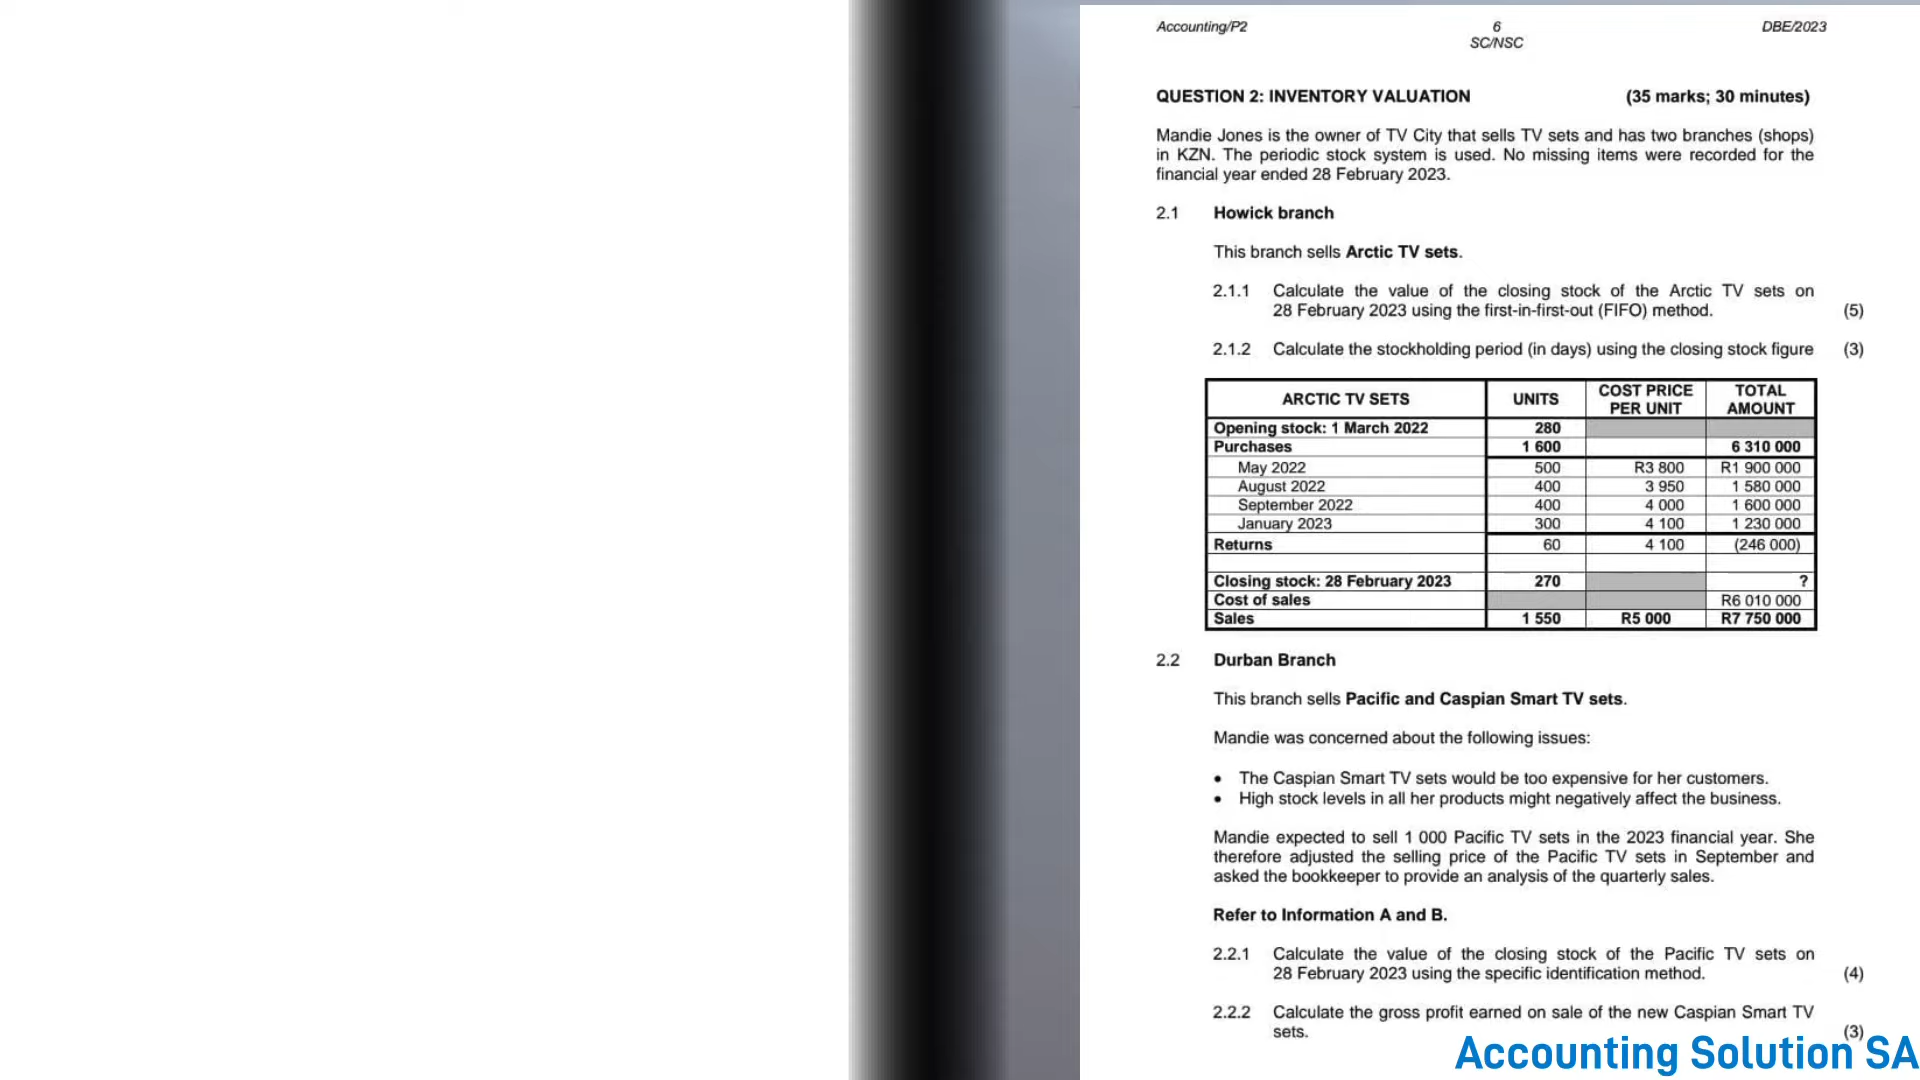 Accounting/P2 6 DBE/2023
SC/NSC
QUESTION 2: INVENTORY VALUATION (35 marks; 30 minutes)
Mandie Jones is the owner of TV City that sells TV sets and has two branches (shops)
in KZN. The periodic stock system is used. No missing items were recorded for the
financial year ended 28 February 2023.
2.1 Howick branch
This branch sells Arctic TV sets.
2.1.1 Calculate the value of the closing stock of the Arctic TV sets on
28 February 2023 using the first-in-first-out (FIFO) method. (5)
2.1.2 Calculate the stockholding period (in days) using the closing stock figure (3)
ARCTIC TV SETS UNITS COST PRICE PER UNIT TOTAL AMOUNT
Opening stock: 1 March 2022 280
Purchases 1 600 6 310 000
May 2022 500 R3 800 R1 900 000
August 2022 400 3 950 1 580 000
September 2022 400 4 000 1 600 000
January 2023 300 4 100 1 230 000
Returns 60 4 100 (246 000)
Closing stock: 28 February 2023 270 ?
Cost of sales R6 010 000
Sales 1 550 R5 000 R7 750 000
2.2 Durban Branch
This branch sells Pacific and Caspian Smart TV sets.
Mandie was concerned about the following issues:
• The Caspian Smart TV sets would be too expensive for her customers.
• High stock levels in all her products might negatively affect the business.
Mandie expected to sell 1 000 Pacific TV sets in the 2023 financial year. She
therefore adjusted the selling price of the Pacific TV sets in September and
asked the bookkeeper to provide an analysis of the quarterly sales.
Refer to Information A and B.
2.2.1 Calculate the value of the closing stock of the Pacific TV sets on
28 February 2023 using the specific identification method. (4)
2.2.2 Calculate the gross profit earned on sale of the new Caspian Smart TV
sets. (3)
Accounting Solution SA